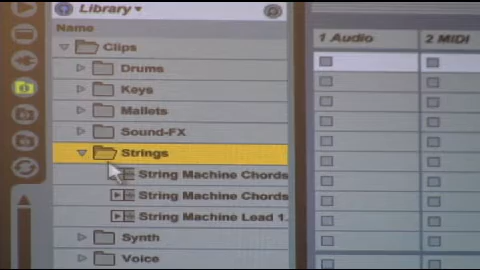 Library
Name
1 Audio
2 MIDI
Clips
Drums
Keys
Mallets
Sound-FX
Strings
String Machine Chords
String Machine Chords
String Machine Lead 1.
Synth
Voice